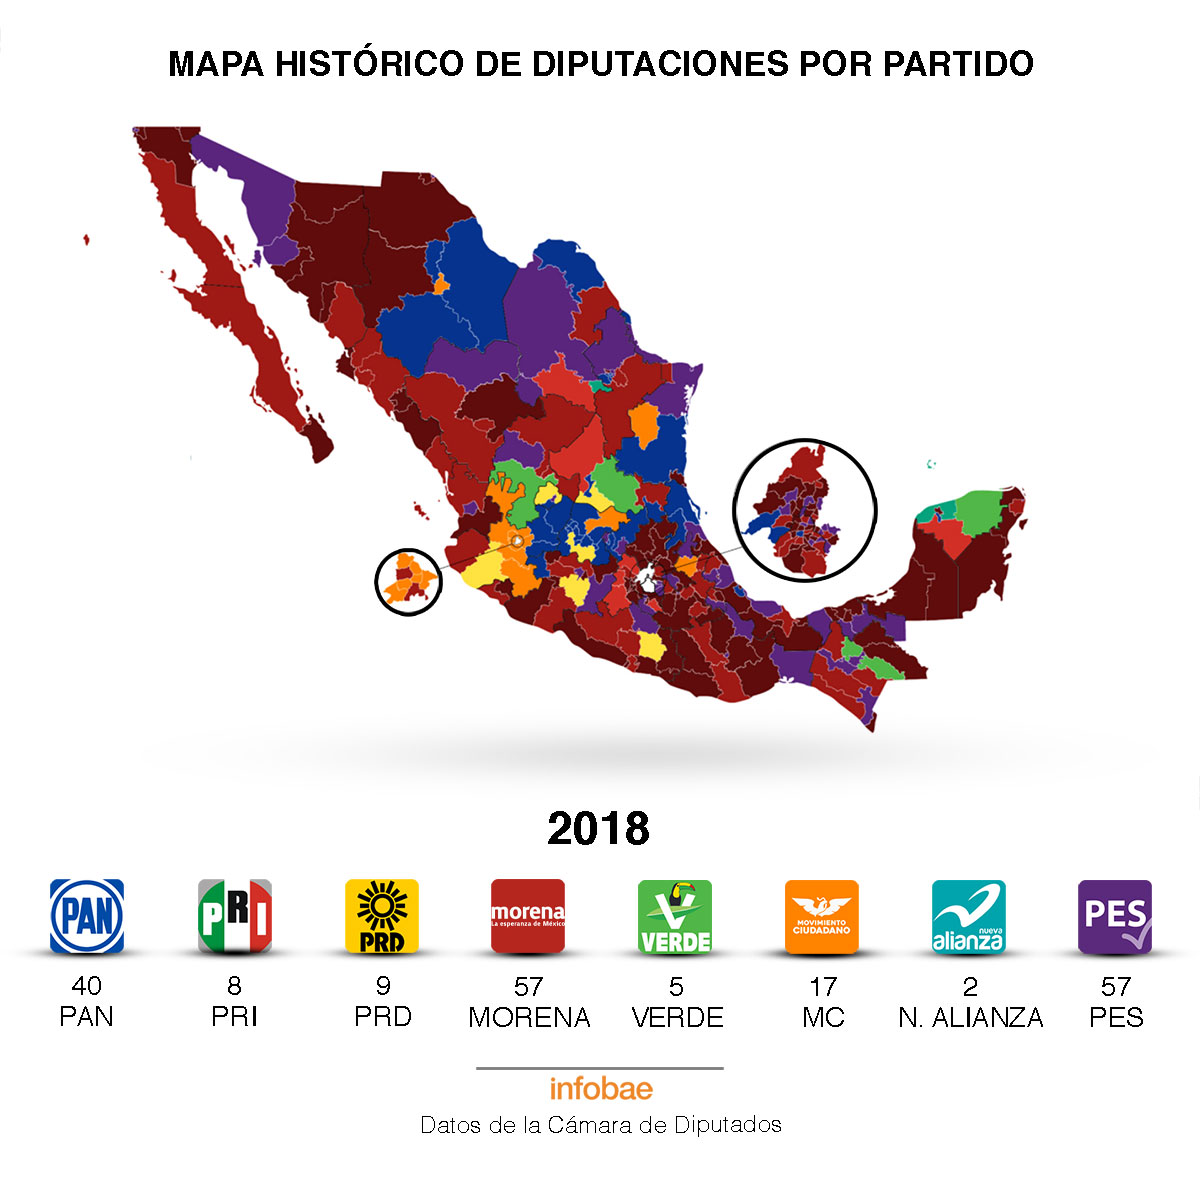 MAPA HISTÓRICO DE DIPUTACIONES POR PARTIDO
2018
PAN
PRI
PRD
morena
La esperanza de México
VERDE
MOVIMIENTO
CIUDADANO
nueva
alianza
PES
40
PAN
8
PRI
9
PRD
57
MORENA
5
VERDE
17
MC
2
N. ALIANZA
57
PES
infobae
Datos de la Cámara de Diputados